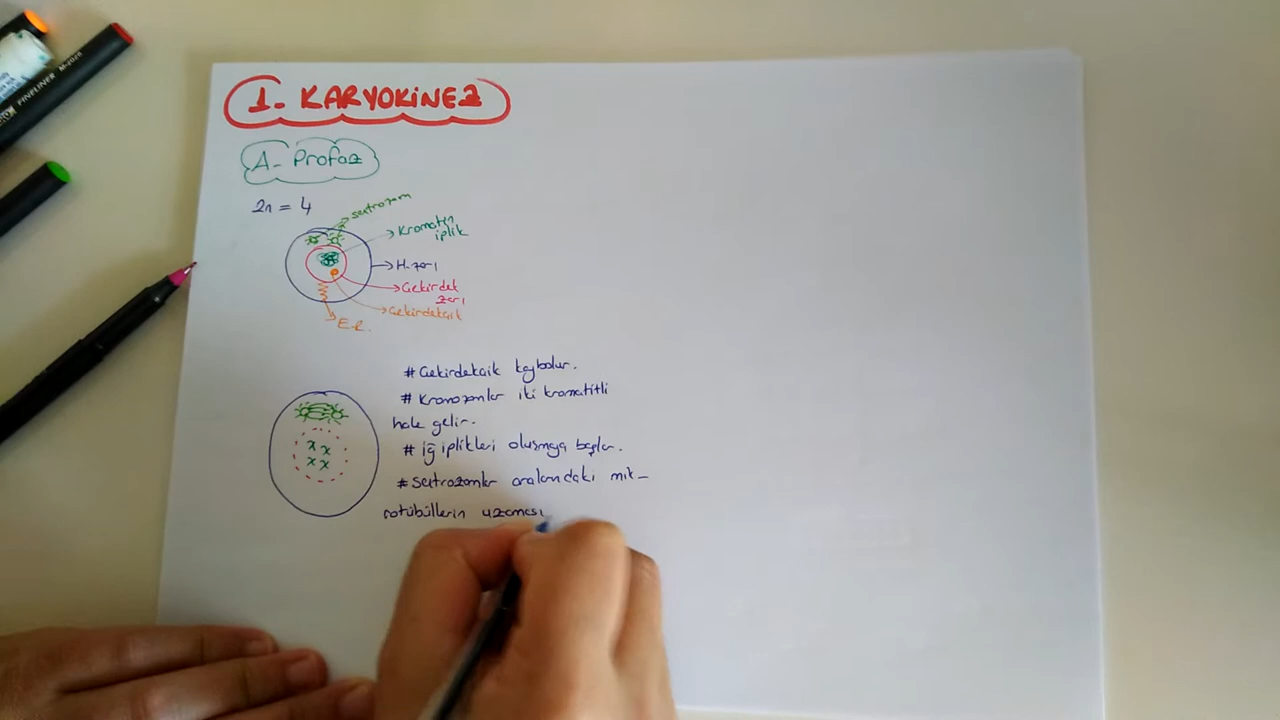 1- KARYOKİNEZ
A- Profaz
2n = 4
sentrozom
Kromatin
iplik
H.zarı
Çekirdek
zarı
Çekirdekçik
E.R.
# Çekirdekçik kaybolur.
# Kromozomlar iki kromatitli
hale gelir.
# İğ iplikleri oluşmaya başlar.
# Sentrozomlar aralarındaki mik-
rotübüllerin uzaması
FINELINER